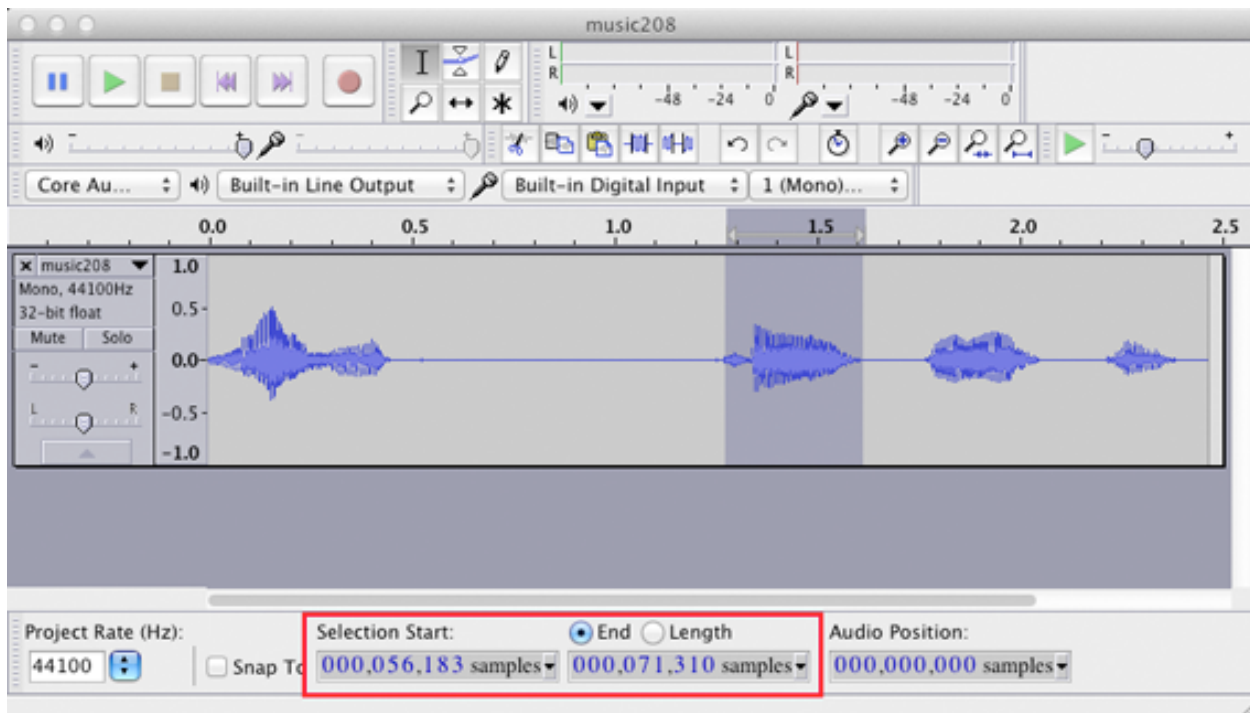 music208
L
R
-48 -24 0
L
R
-48 -24 0
Core Au... Built-in Line Output Built-in Digital Input 1 (Mono)...
0.0 0.5 1.0 1.5 2.0 2.5
music208
Mono, 44100Hz
32-bit float
Mute Solo
- +
L R
1.0
0.5-
0.0-
-0.5-
-1.0
Project Rate (Hz): Selection Start: End Length Audio Position:
44100 Snap To 000,056,183 samples 000,071,310 samples 000,000,000 samples